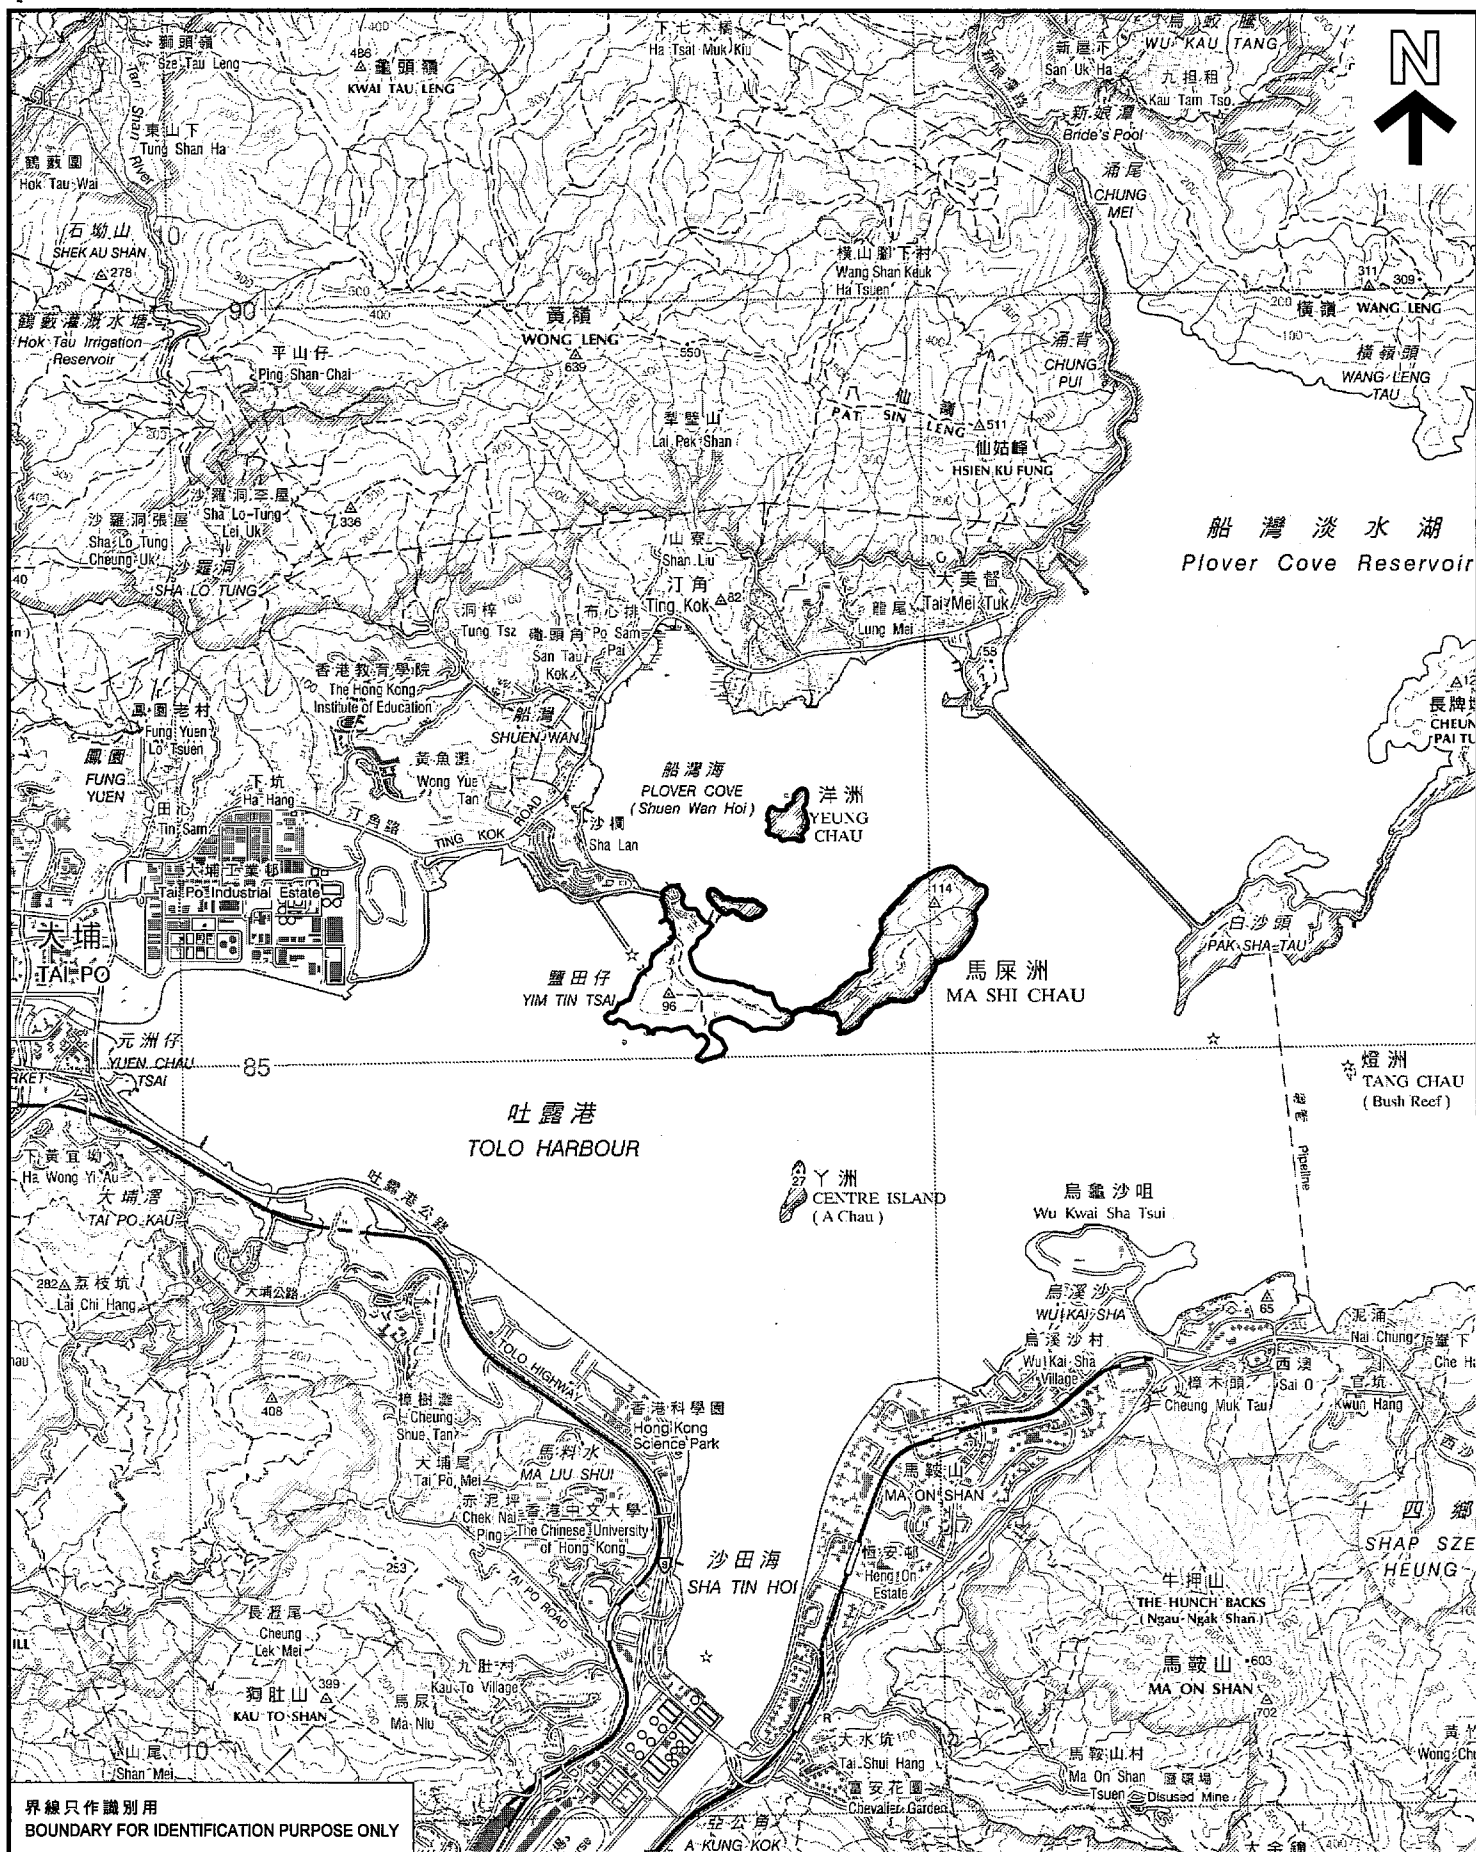 獅頭嶺
Sze Tau Leng
486
龜頭嶺
KWAI TAU LENG
下七木橋
Ha Tsat Muk Kiu
烏蛟騰
WU KAU TANG
新屋下
San Uk Ha
九担租
Kau Tam Tso
N
新娘潭
Bride's Pool
東山下
Tung Shan Ha
鶴藪圍
Hok Tau Wai
Tan Shan River
涌尾
CHUNG
MEI
石坳山
SHEK AU SHAN
278
橫山腳下村
Wang Shan Keuk
Ha Tsuen
311
309
橫嶺
WANG LENG
90
鶴藪灌溉水塘
Hok Tau Irrigation
Reservoir
黃嶺
WONG LENG
639
550
平山仔
Ping Shan Chai
涌背
CHUNG
PUI
橫嶺頭
WANG LENG
TAU
八仙嶺
PAT SIN LENG
511
仙姑峰
HSIEN KU FUNG
犁壁山
Lai Pek Shan
沙羅洞李屋
Sha Lo Tung
Lei Uk
336
沙羅洞張屋
Sha Lo Tung
Cheung Uk
沙羅洞
SHA LO TUNG
船灣淡水湖
Plover Cove Reservoir
山寮
Shan Liu
汀角
Ting Kok
82
大美督
Tai Mei Tuk
龍尾
Lung Mei
58
洞梓
Tung Tsz
布心排
Po Sam
Pai
磡頭角
San Tau
Kok
香港教育學院
The Hong Kong
Institute of Education
船灣
SHUEN WAN
鳳園老村
Fung Yuen
Lo Tsuen
鳳園
FUNG
YUEN
黃魚灘
Wong Yue
Tan
下坑
Ha Hang
田心
Tin Sam
汀角路
TING KOK ROAD
沙欄
Sha Lan
船灣海
PLOVER COVE
(Shuen Wan Hoi)
洋洲
YEUNG
CHAU
大埔工業邨
Tai Po Industrial Estate
大埔
TAI PO
114
馬屎洲
MA SHI CHAU
白沙頭
PAK SHA TAU
鹽田仔
YIM TIN TSAI
96
元洲仔
YUEN CHAU
TSAI
85
燈洲
TANG CHAU
(Bush Reef)
Pipeline
吐露港
TOLO HARBOUR
27
丫洲
CENTRE ISLAND
(A Chau)
下黃宜坳
Ha Wong Yi Au
大埔滘
TAI PO KAU
吐露港公路
烏龜沙咀
Wu Kwai Sha Tsui
282
荔枝坑
Lai Chi Hang
大埔公路
TOLO HIGHWAY
烏溪沙
WU KAI SHA
烏溪沙村
Wu Kai Sha
Village
65
泥涌
Nai Chung
西澳
Sai O
官坑
Kwun Hang
樟木頭
Cheung Muk Tau
408
樟樹灘
Cheung
Shue Tan
香港科學園
Hong Kong
Science Park
大埔尾
Tai Po Mei
馬料水
MA LIU SHUI
馬鞍山
MA ON SHAN
赤泥坪
Chek Nai
Ping
香港中文大學
The Chinese University
of Hong Kong
十四鄉
SHAP SZE
HEUNG
TAI PO ROAD
沙田海
SHA TIN HOI
恆安邨
Heng On
Estate
253
牛押山
THE HUNCH BACKS
(Ngau Ngak Shan)
長瀝尾
Cheung
Lek Mei
九肚村
Kau To Village
馬鞍山
MA ON SHAN
603
702
狗肚山
KAU TO SHAN
399
馬尿
Ma Niu
山尾
Shan Mei
10
大水坑
Tai Shui Hang
富安花園
Chevalier Garden
馬鞍山村
Ma On Shan
Tsuen
廢礦場
Disused Mine
亞公角
A KUNG KOK
界線只作識別用
BOUNDARY FOR IDENTIFICATION PURPOSE ONLY